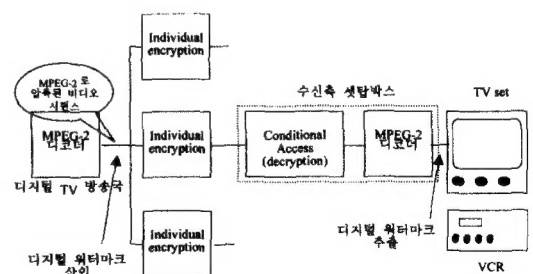 Individual
encryption
MPEG-2 로
압축된 비디오
시퀀스
MPEG-2
디코더
디지털 TV 방송국
디지털 워터마크
삽입
Individual
encryption
Individual
encryption
수신측 셋탑박스
Conditional
Access
(decryption)
MPEG-2
디코더
디지털 워터마크
추출
TV set
VCR